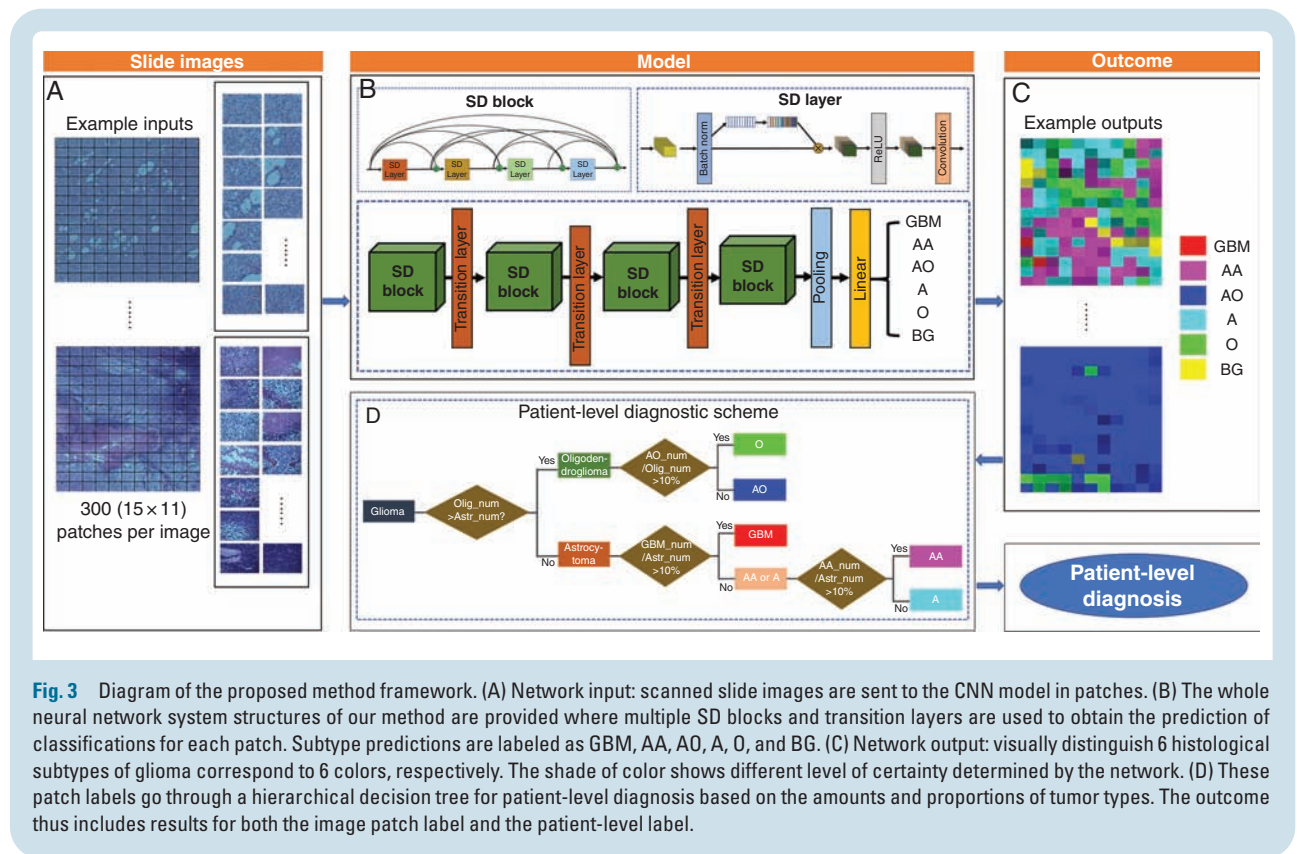 Slide images
Model
Outcome
A
Example inputs
300 (15 × 11)
patches per image
B
SD block
SD
Layer
SD
Layer
SD
Layer
SD
Layer
SD layer
Batch norm
ReLU
Convolution
SD
block
Transition layer
SD
block
Transition layer
SD
block
Transition layer
SD
block
Pooling
Linear
GBM
AA
AO
A
O
BG
C
Example outputs
GBM
AA
AO
A
O
BG
D
Patient-level diagnostic scheme
Glioma
Olig_num
>Astr_num?
Yes
Oligoden-
droglioma
AO_num
/Olig_num
>10%
Yes
O
No
AO
No
Astrocy-
toma
GBM_num
/Astr_num
>10%
Yes
GBM
No
AA or A
AA_num
/Astr_num
>10%
Yes
AA
No
A
Patient-level
diagnosis
Fig. 3 Diagram of the proposed method framework. (A) Network input: scanned slide images are sent to the CNN model in patches. (B) The whole
neural network system structures of our method are provided where multiple SD blocks and transition layers are used to obtain the prediction of
classifications for each patch. Subtype predictions are labeled as GBM, AA, AO, A, O, and BG. (C) Network output: visually distinguish 6 histological
subtypes of glioma correspond to 6 colors, respectively. The shade of color shows different level of certainty determined by the network. (D) These
patch labels go through a hierarchical decision tree for patient-level diagnosis based on the amounts and proportions of tumor types. The outcome
thus includes results for both the image patch label and the patient-level label.